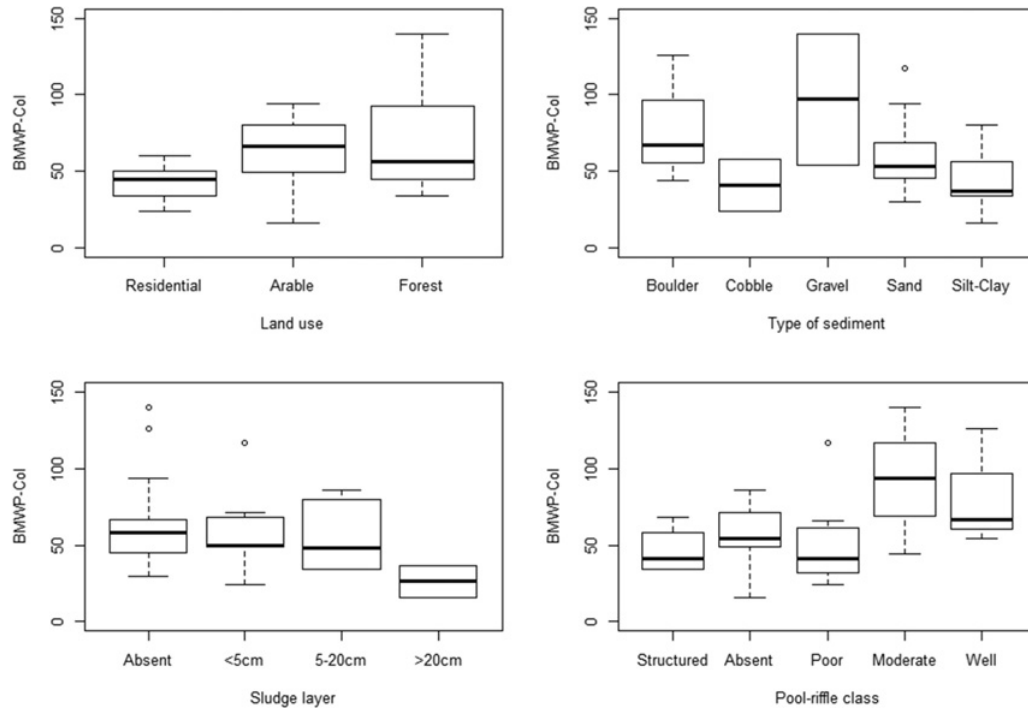 BMWP-Col
150
100
50
0
Residential Arable Forest
Land use
BMWP-Col
150
100
50
0
Boulder Cobble Gravel Sand Silt-Clay
Type of sediment
BMWP-Col
150
100
50
0
Absent <5cm 5-20cm >20cm
Sludge layer
BMWP-Col
150
100
50
0
Structured Absent Poor Moderate Well
Pool-riffle class